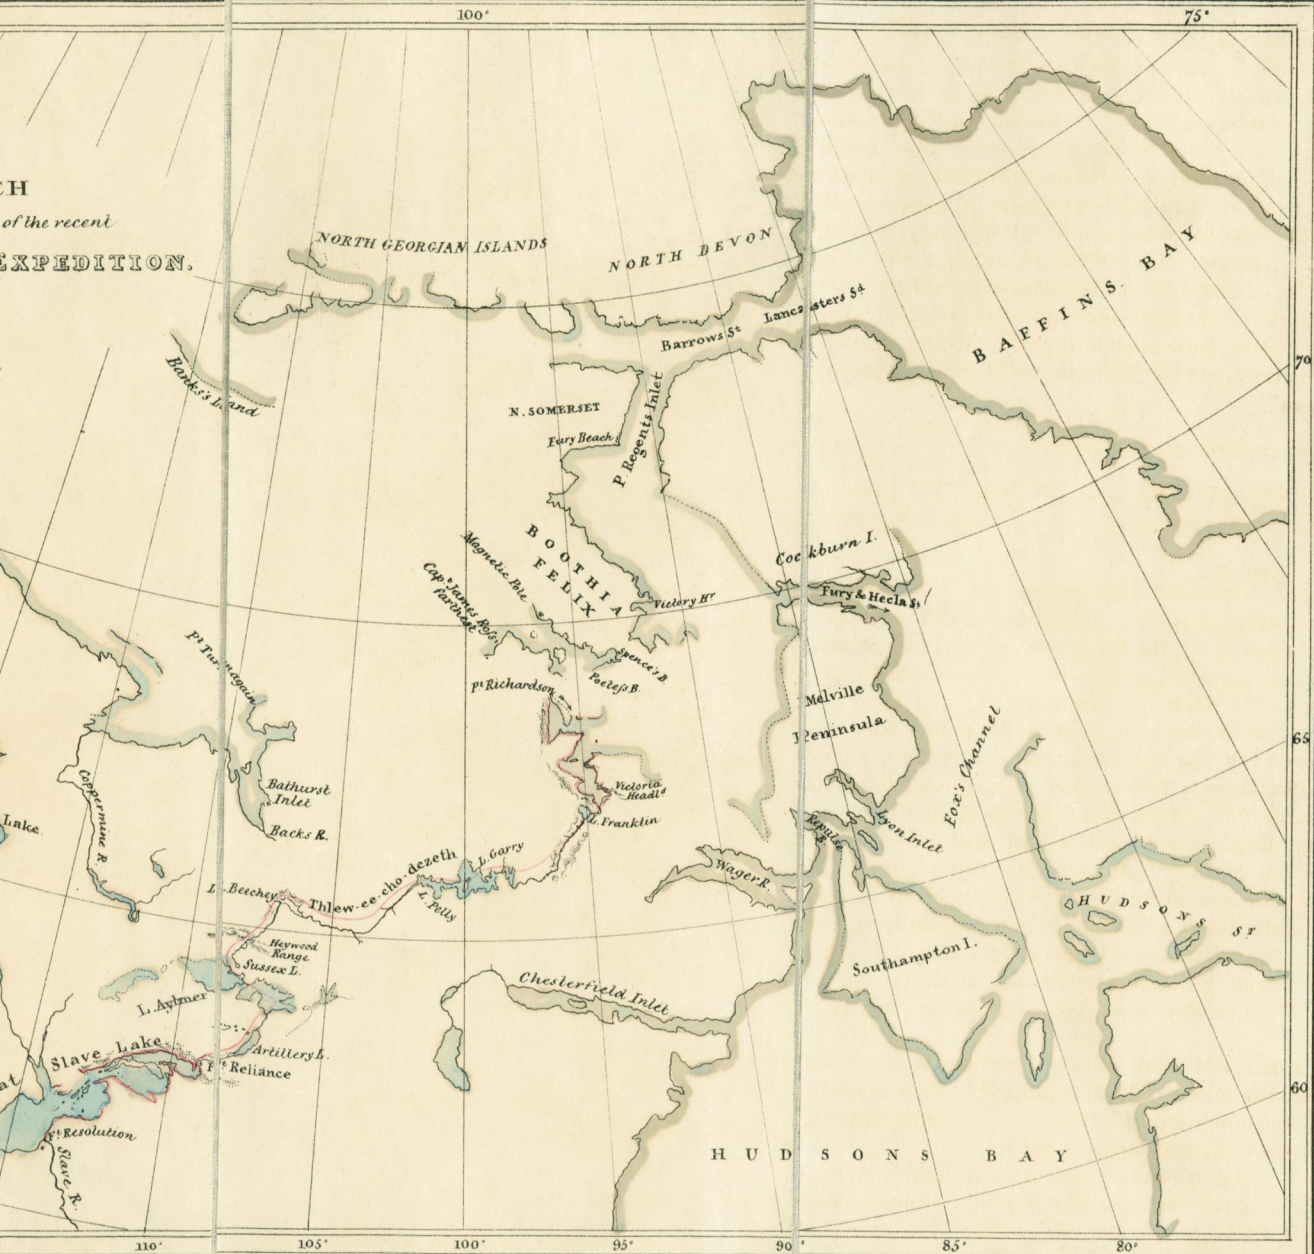 100°
75°
of the recent
EXPEDITION.
NORTH GEORGIAN ISLANDS
NORTH DEVON
BAFFINS BAY
Lancasters Sd
Barrows St
70
Banks's Land
N. SOMERSET
P. Regents Inlet
Fury Beach
BOOTHIA
FELIX
Magnetic Pole
Capt James Ross's
farthest
Cockburn I.
Fury & Hecla St
Victory Hr
Pt Turnagain
Spence's B.
Poeless B.
Pt Richardson
Melville
Peninsula
Fox's Channel
65
Coppermine R.
Bathurst
Inlet
Backs R.
Victoria
Headld
L. Franklin
Repulse
B.
Lyon Inlet
Lake
L. Garry
Thlew-ee-cho-dezeth
L. Beechey
L. Pelly
Wager R.
HUDSONS ST
Heywood
Range
Sussex L.
Southampton I.
Chesterfield Inlet
L. Aylmer
Slave Lake
Artillery L.
Ft Reliance
60
Ft Resolution
Slave R.
HUDSONS BAY
110°
105°
100°
95°
90°
85°
80°